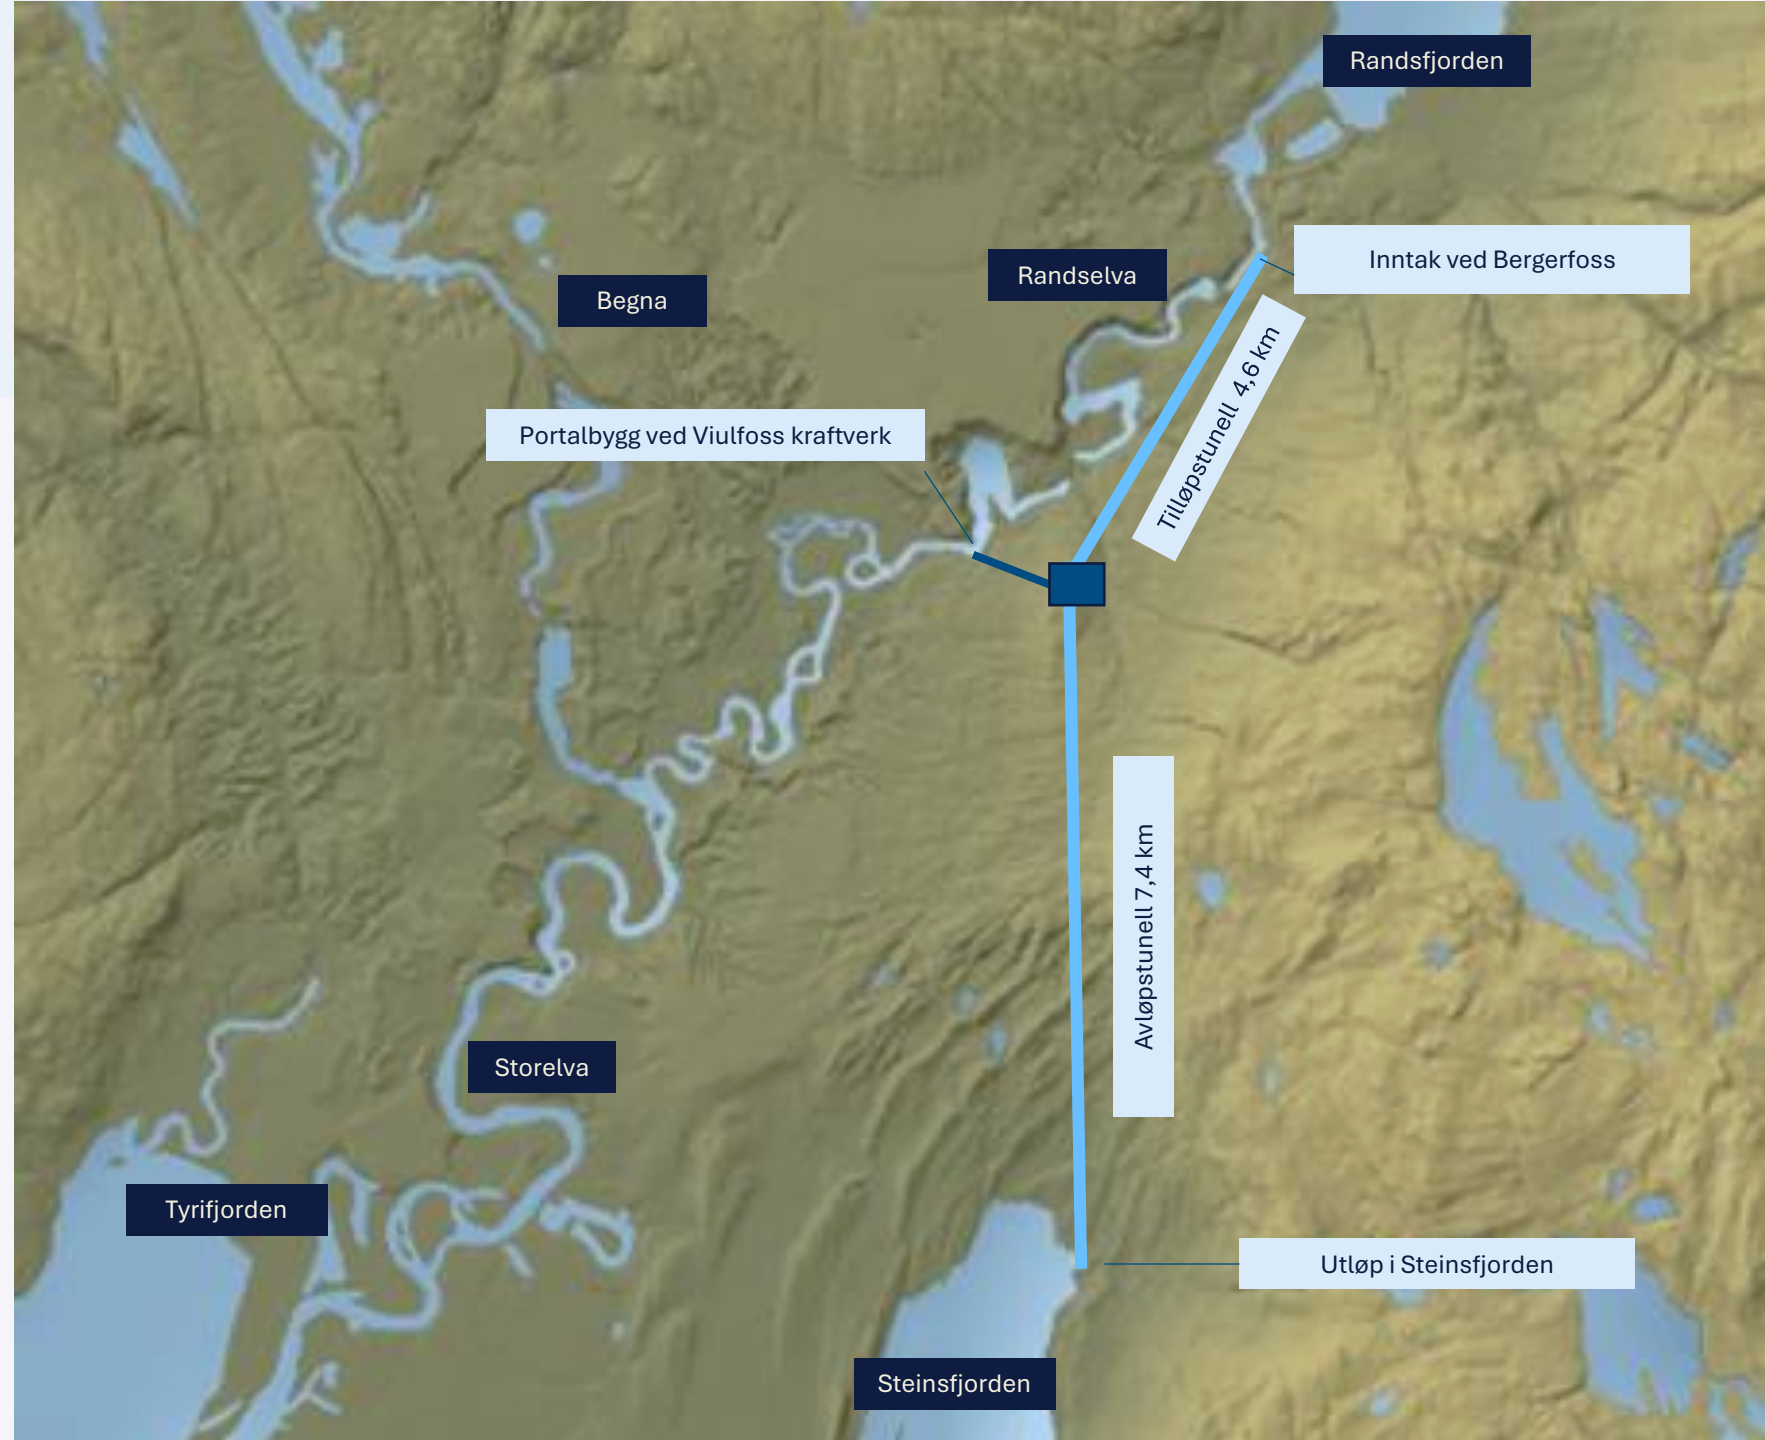 Randsfjorden
Inntak ved Bergerfoss
Randselva
Begna
Tilløpstunell 4,6 km
Portalbygg ved Viulfoss kraftverk
Avløpstunell 7,4 km
Storelva
Tyrifjorden
Utløp i Steinsfjorden
Steinsfjorden